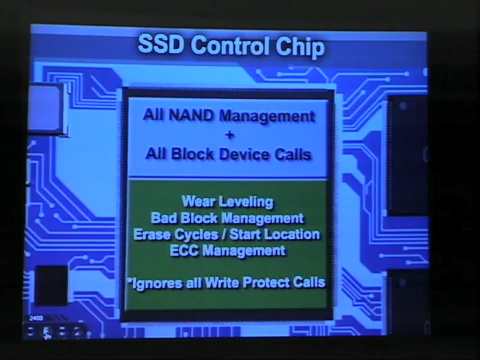 SSD Control Chip
All NAND Management
+
All Block Device Calls
Wear Leveling
Bad Block Management
Erase Cycles / Start Location
ECC Management
*Ignores all Write Protect Calls
2403